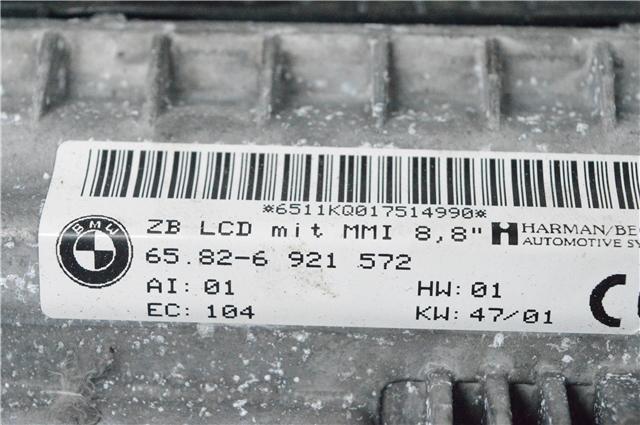 *6511KQ017514990*
ZB LCD mit MMI 8,8"
HARMAN/BE
AUTOMOTIVE SY
BMW
65.82-6 921 572
AI: 01 HW: 01
EC: 104 KW: 47/01